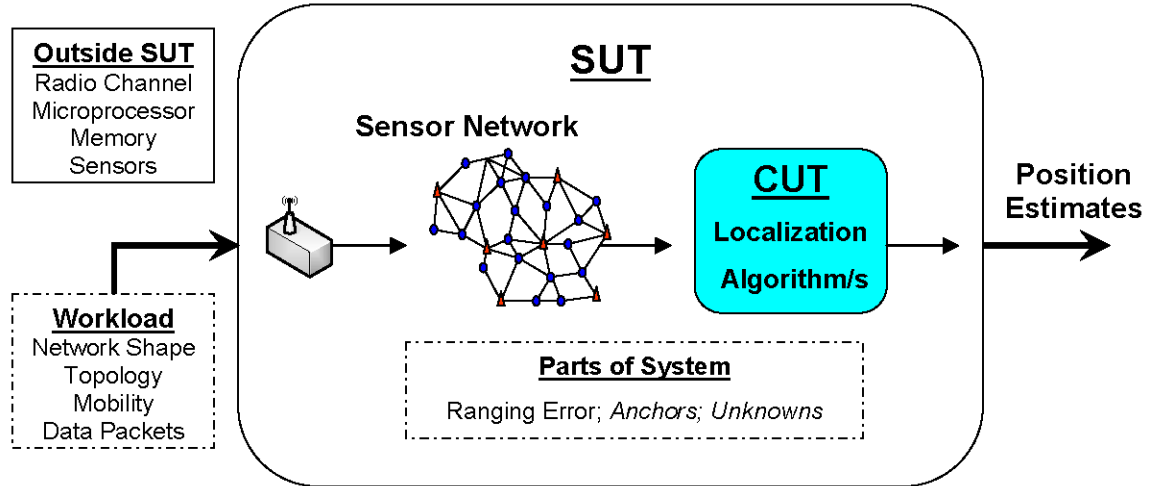 Outside SUT
Radio Channel
Microprocessor
Memory
Sensors
SUT
Sensor Network
CUT
Localization
Algorithm/s
Position
Estimates
Workload
Network Shape
Topology
Mobility
Data Packets
Parts of System
Ranging Error; Anchors; Unknowns